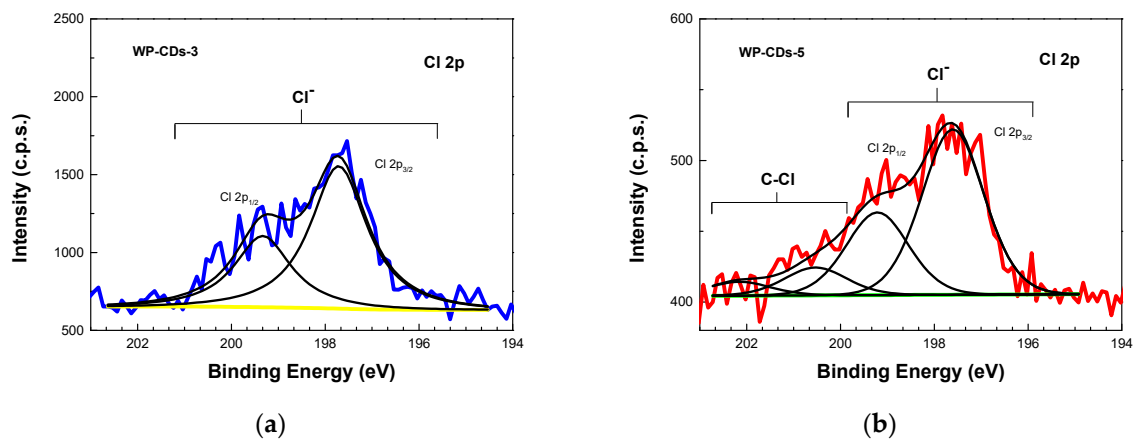 2500
2000
1500
1000
500
Intensity (c.p.s.)
WP-CDs-3
Cl 2p
Cl⁻
Cl 2p₁/₂
Cl 2p₃/₂
202 200 198 196 194
Binding Energy (eV)
(a)
600
500
400
Intensity (c.p.s.)
WP-CDs-5
Cl 2p
Cl⁻
Cl 2p₁/₂
Cl 2p₃/₂
C-Cl
202 200 198 196 194
Binding Energy (eV)
(b)